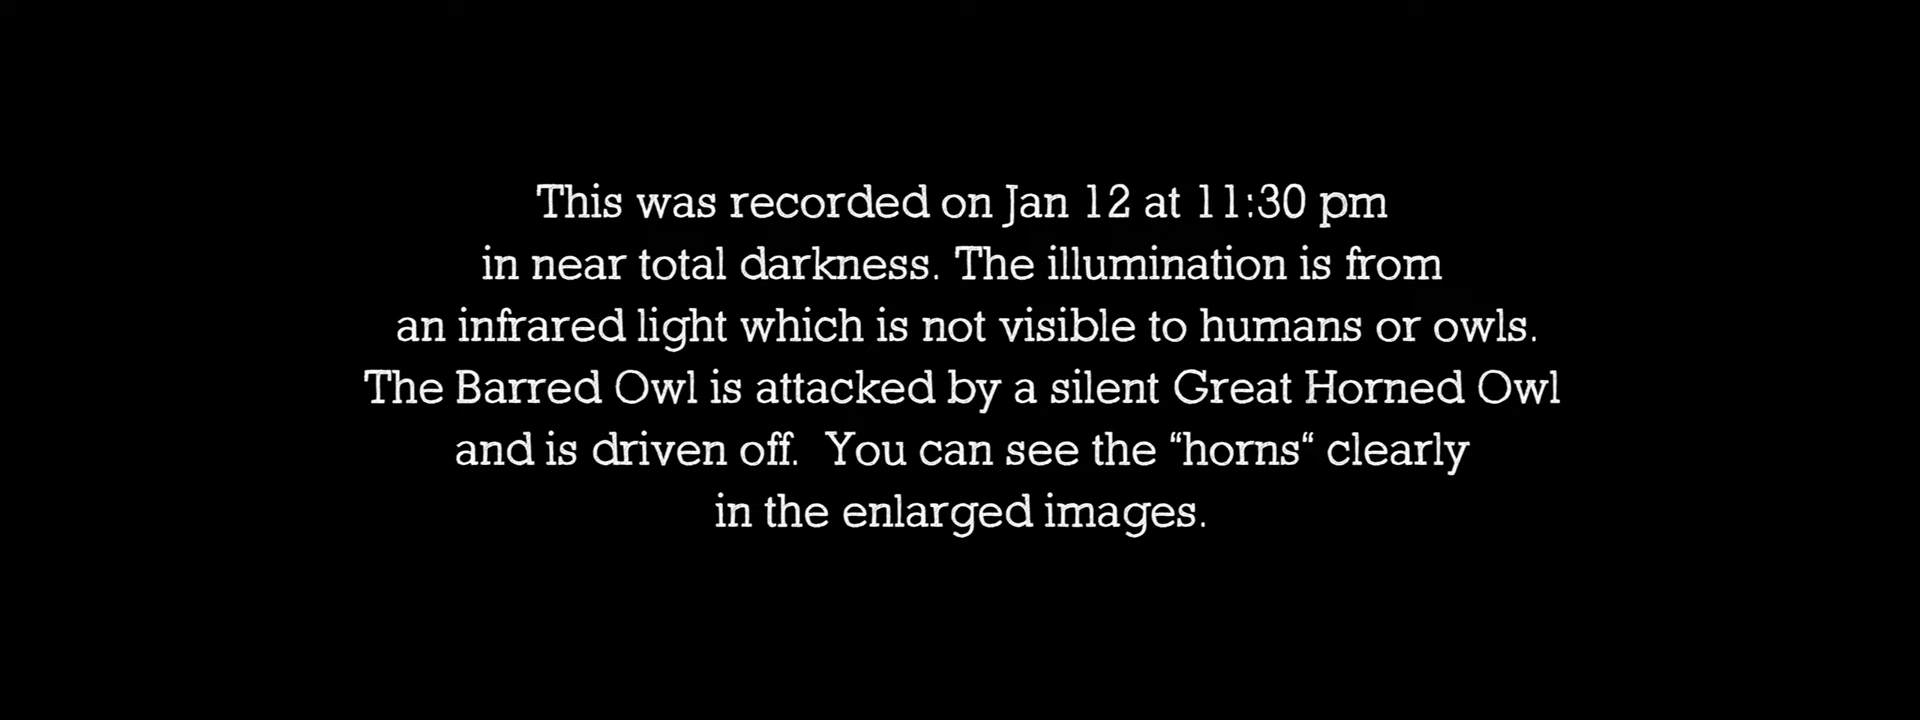 This was recorded on Jan 12 at 11:30 pm
in near total darkness. The illumination is from
an infrared light which is not visible to humans or owls.
The Barred Owl is attacked by a silent Great Horned Owl
and is driven off.  You can see the “horns“ clearly
in the enlarged images.